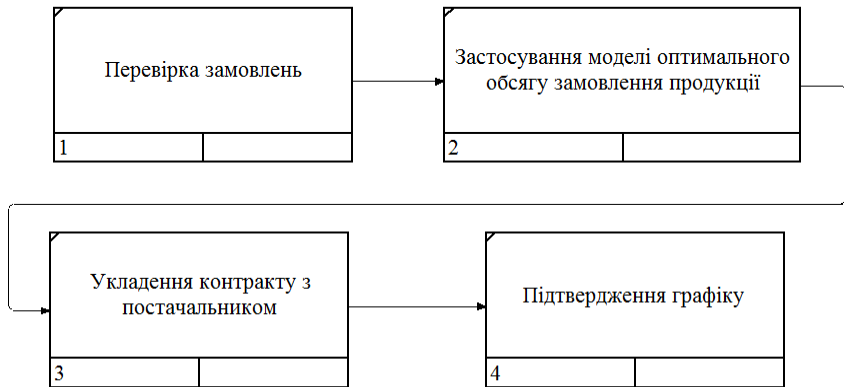 Перевірка замовлень
1
Застосування моделі оптимального
обсягу замовлення продукції
2
Укладення контракту з
постачальником
3
Підтвердження графіку
4